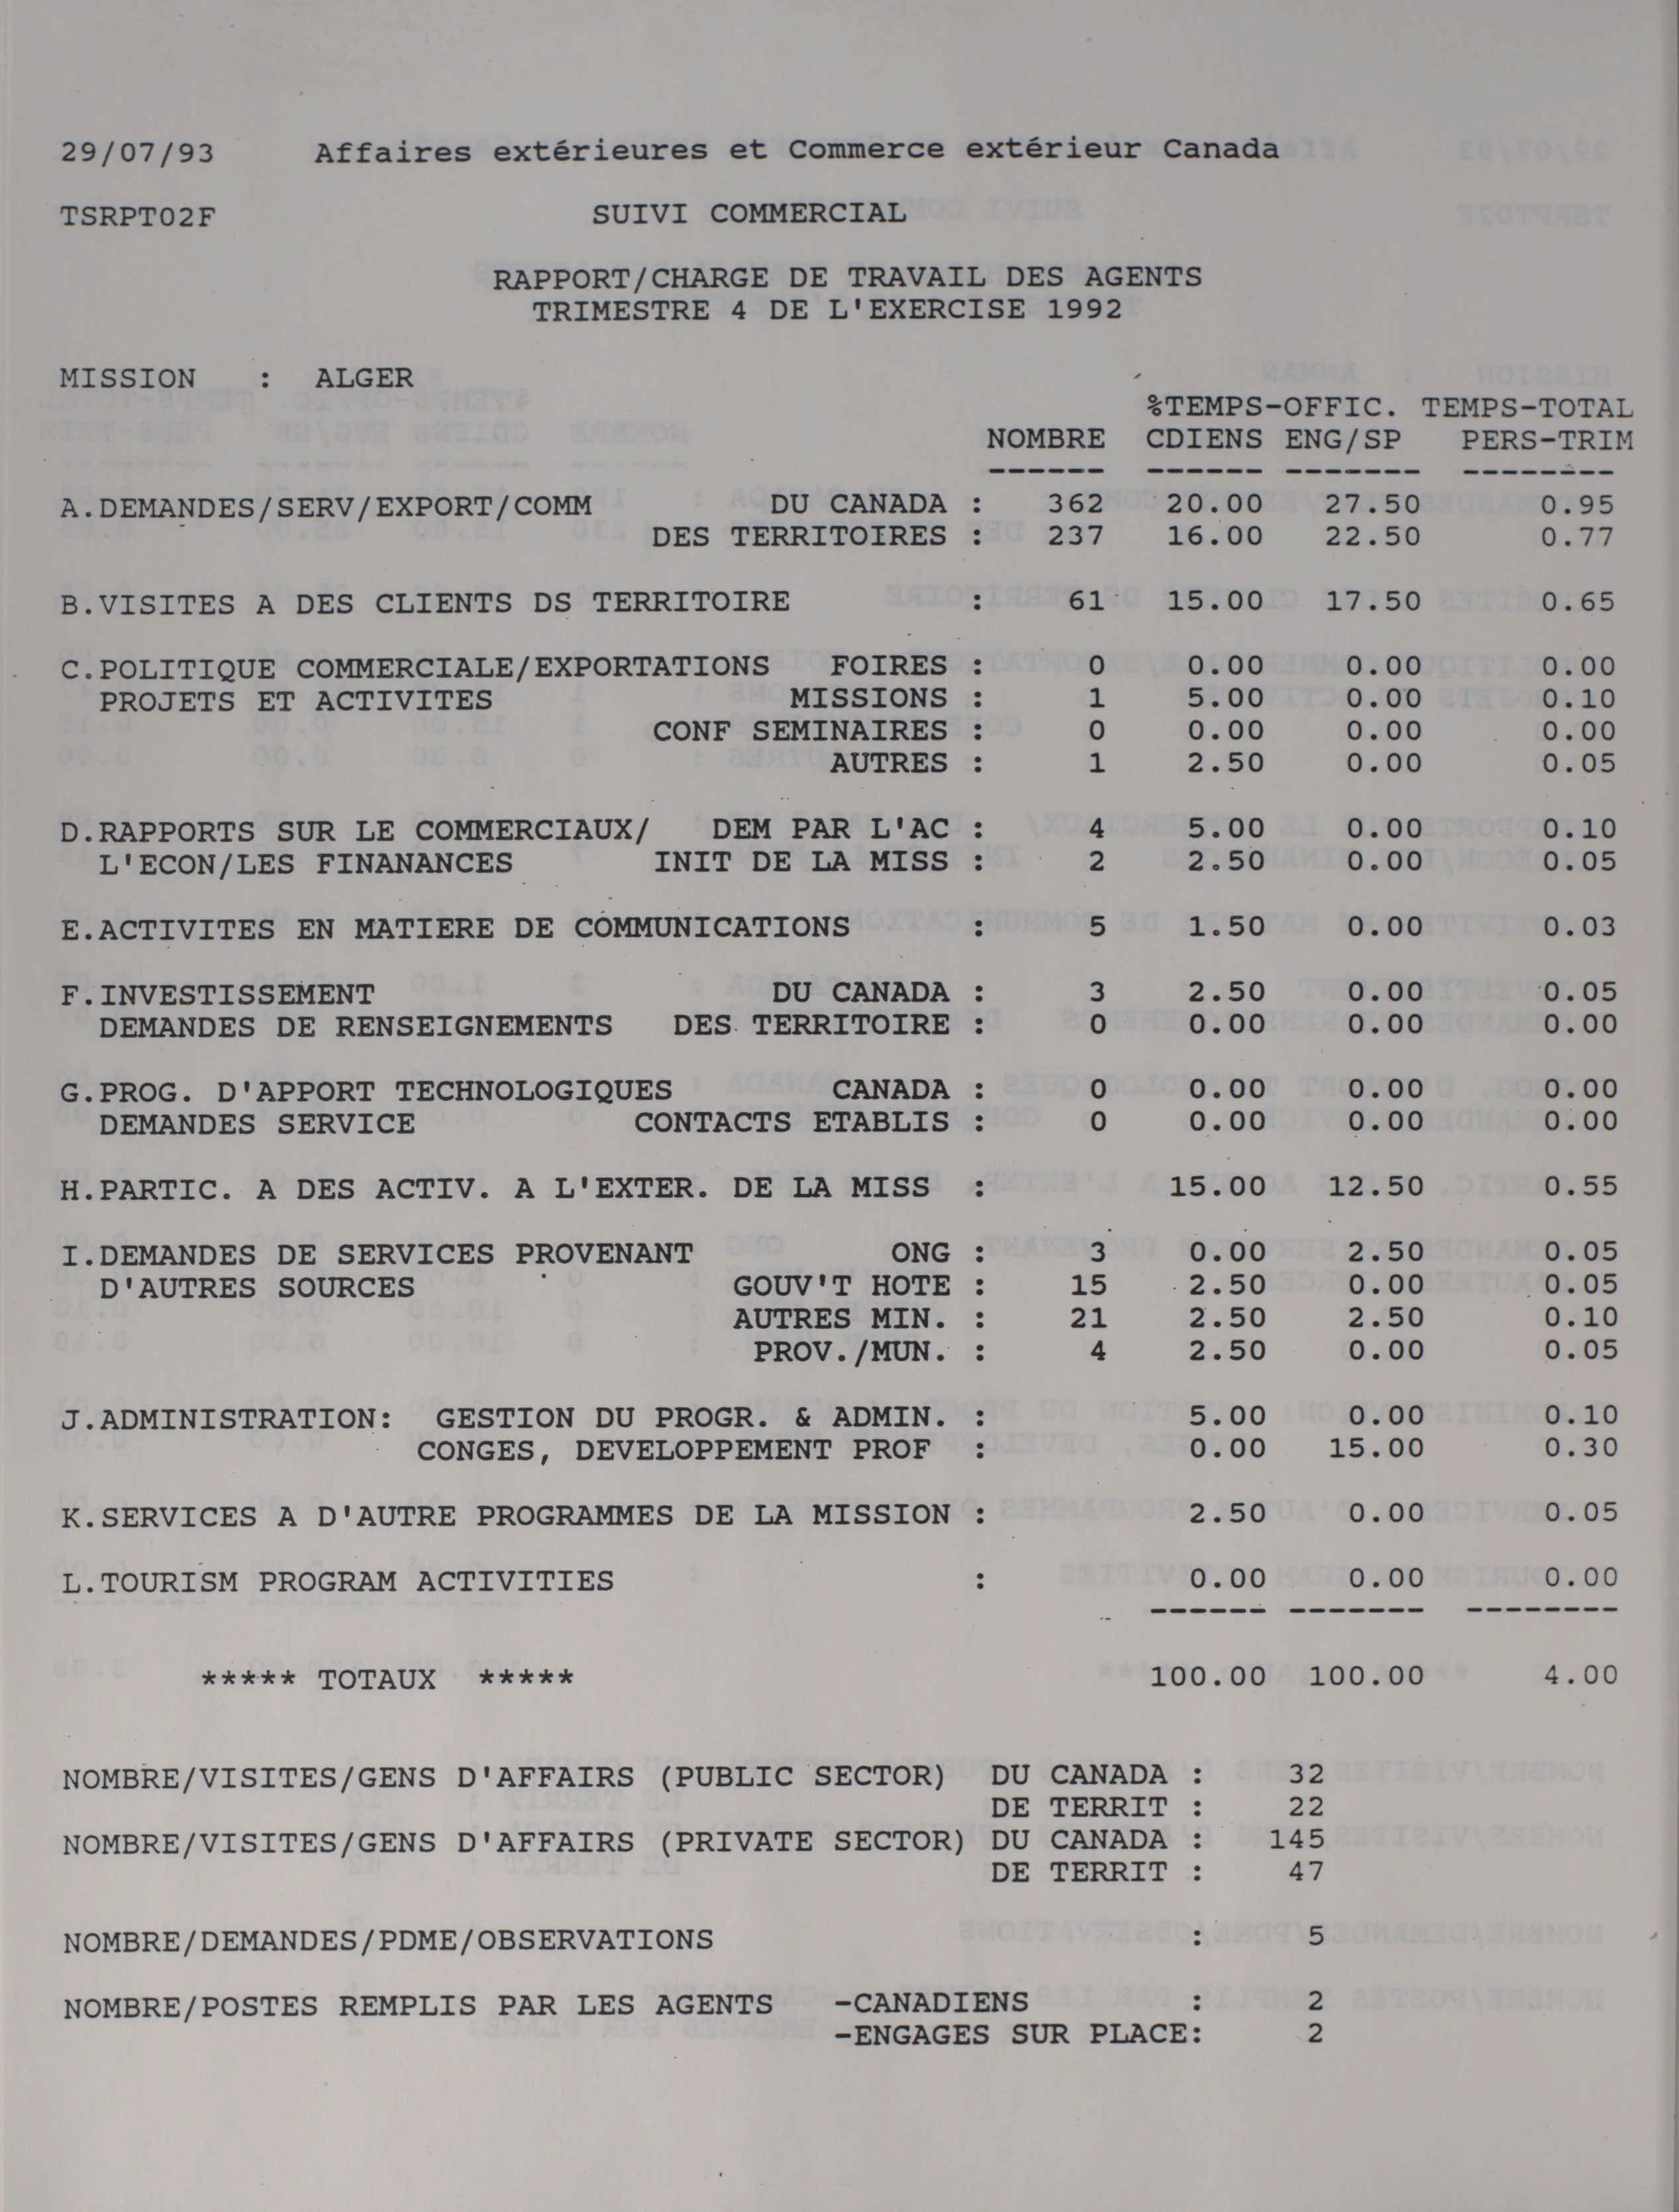 29/07/93 Affaires extérieures et Commerce extérieur Canada
TSRPT02F SUIVI COMMERCIAL
RAPPORT/CHARGE DE TRAVAIL DES AGENTS
TRIMESTRE 4 DE L'EXERCISE 1992
MISSION : ALGER
%TEMPS-OFFIC. TEMPS-TOTAL
NOMBRE CDIENS ENG/SP PERS-TRIM
------ ------ ------- --------
A.DEMANDES/SERV/EXPORT/COMM DU CANADA : 362 20.00 27.50 0.95
DES TERRITOIRES : 237 16.00 22.50 0.77
B.VISITES A DES CLIENTS DS TERRITOIRE : 61 15.00 17.50 0.65
C.POLITIQUE COMMERCIALE/EXPORTATIONS FOIRES : 0 0.00 0.00 0.00
PROJETS ET ACTIVITES MISSIONS : 1 5.00 0.00 0.10
CONF SEMINAIRES : 0 0.00 0.00 0.00
AUTRES : 1 2.50 0.00 0.05
D.RAPPORTS SUR LE COMMERCIAUX/ DEM PAR L'AC : 4 5.00 0.00 0.10
L'ECON/LES FINANANCES INIT DE LA MISS : 2 2.50 0.00 0.05
E.ACTIVITES EN MATIERE DE COMMUNICATIONS : 5 1.50 0.00 0.03
F.INVESTISSEMENT DU CANADA : 3 2.50 0.00 0.05
DEMANDES DE RENSEIGNEMENTS DES TERRITOIRE : 0 0.00 0.00 0.00
G.PROG. D'APPORT TECHNOLOGIQUES CANADA : 0 0.00 0.00 0.00
DEMANDES SERVICE CONTACTS ETABLIS : 0 0.00 0.00 0.00
H.PARTIC. A DES ACTIV. A L'EXTER. DE LA MISS : 15.00 12.50 0.55
I.DEMANDES DE SERVICES PROVENANT ONG : 3 0.00 2.50 0.05
D'AUTRES SOURCES GOUV'T HOTE : 15 2.50 0.00 0.05
AUTRES MIN. : 21 2.50 2.50 0.10
PROV./MUN. : 4 2.50 0.00 0.05
J.ADMINISTRATION: GESTION DU PROGR. & ADMIN. : 5.00 0.00 0.10
CONGES, DEVELOPPEMENT PROF : 0.00 15.00 0.30
K.SERVICES A D'AUTRE PROGRAMMES DE LA MISSION : 2.50 0.00 0.05
L.TOURISM PROGRAM ACTIVITIES : 0.00 0.00 0.00
------ ------- --------
***** TOTAUX ***** 100.00 100.00 4.00
NOMBRE/VISITES/GENS D'AFFAIRS (PUBLIC SECTOR) DU CANADA : 32
DE TERRIT : 22
NOMBRE/VISITES/GENS D'AFFAIRS (PRIVATE SECTOR) DU CANADA : 145
DE TERRIT : 47
NOMBRE/DEMANDES/PDME/OBSERVATIONS : 5
NOMBRE/POSTES REMPLIS PAR LES AGENTS -CANADIENS : 2
-ENGAGES SUR PLACE: 2